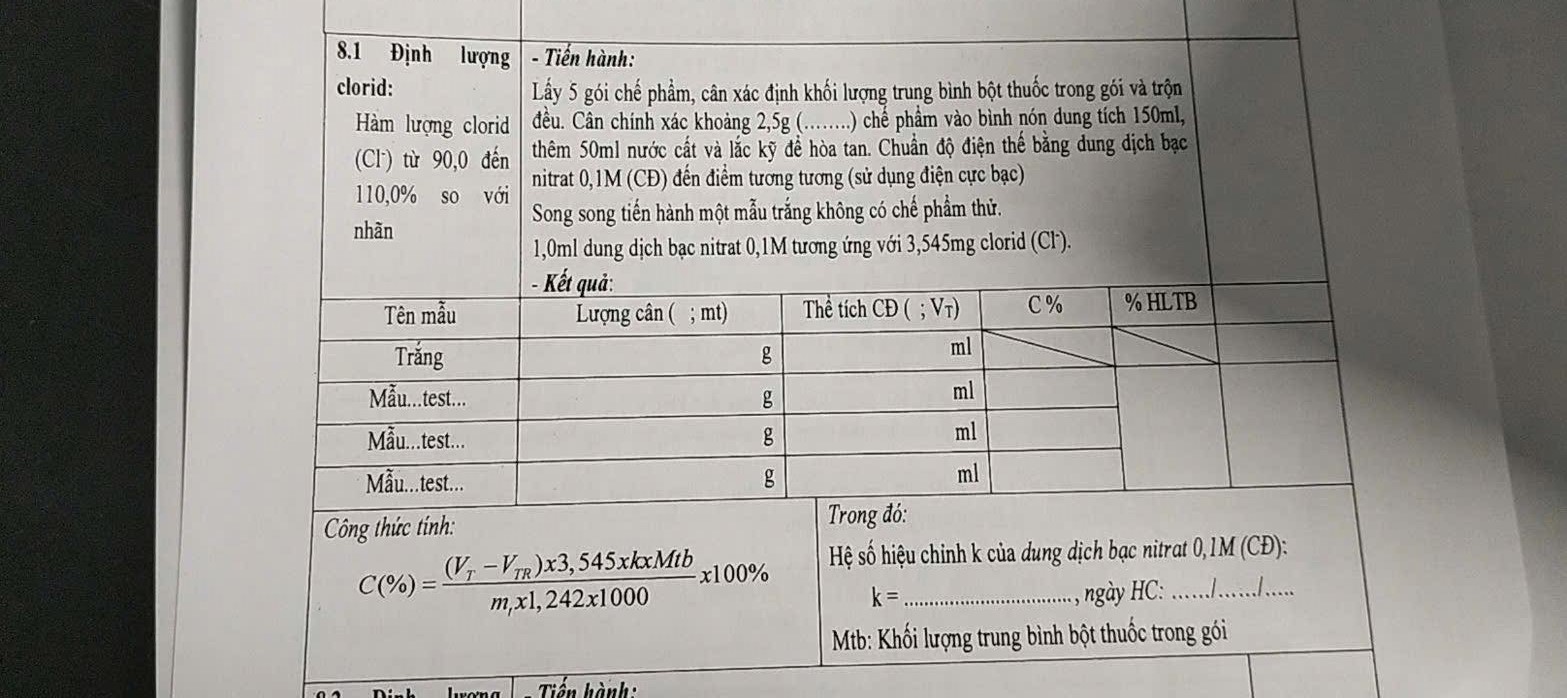 8.1 Định lượng clorid:
Hàm lượng clorid
(Cl⁻) từ 90,0 đến
110,0% so với
nhãn
- Tiến hành:
Lấy 5 gói chế phẩm, cân xác định khối lượng trung bình bột thuốc trong gói và trộn
đều. Cân chính xác khoảng 2,5g (........) chế phẩm vào bình nón dung tích 150ml,
thêm 50ml nước cất và lắc kỹ để hòa tan. Chuẩn độ điện thế bằng dung dịch bạc
nitrat 0,1M (CĐ) đến điểm tương tương (sử dụng điện cực bạc)
Song song tiến hành một mẫu trắng không có chế phẩm thử.
1,0ml dung dịch bạc nitrat 0,1M tương ứng với 3,545mg clorid (Cl⁻).
- Kết quả:
Tên mẫu Lượng cân ( ; mt) Thể tích CĐ ( ; V_T) C % % HLTB
Trắng g ml
Mẫu...test... g ml
Mẫu...test... g ml
Mẫu...test... g ml
Công thức tính:
C(%) = (V_T − V_TR)x3,545xkxMtb / m_tx1,242x1000 x100%
Trong đó:
Hệ số hiệu chỉnh k của dung dịch bạc nitrat 0,1M (CĐ):
k = ................................, ngày HC: ....../....../.....
Mtb: Khối lượng trung bình bột thuốc trong gói
8.2 Định lượng - Tiến hành: